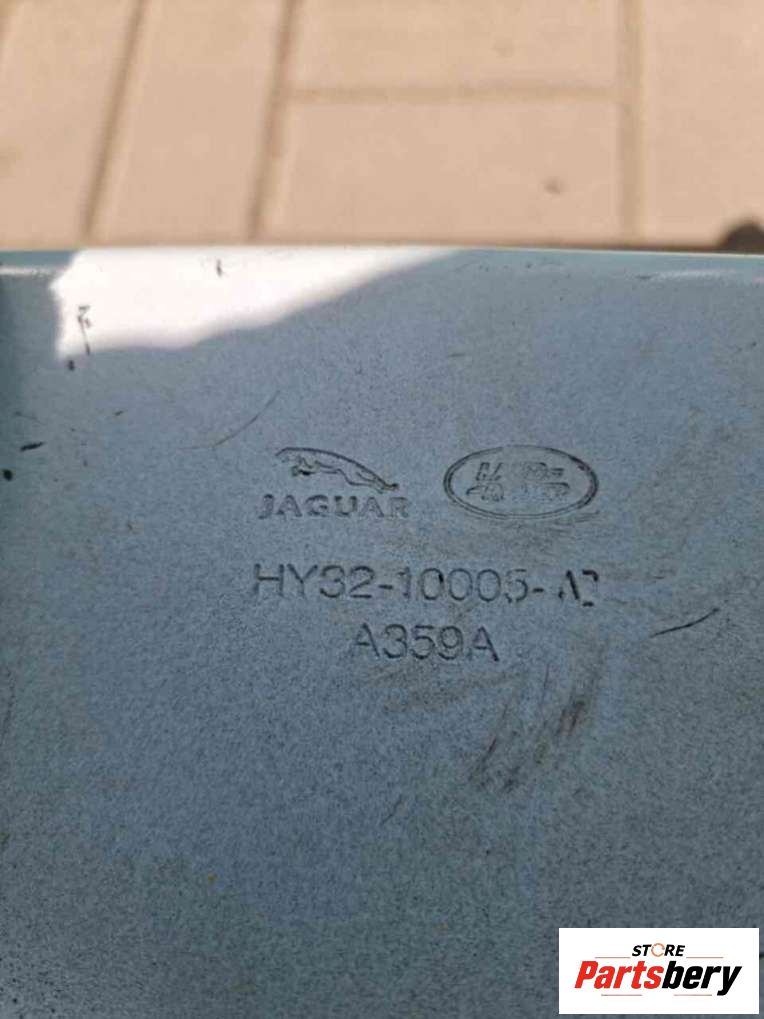 JAGUAR
HY32-10005-
A359A
STORE
Partsbery